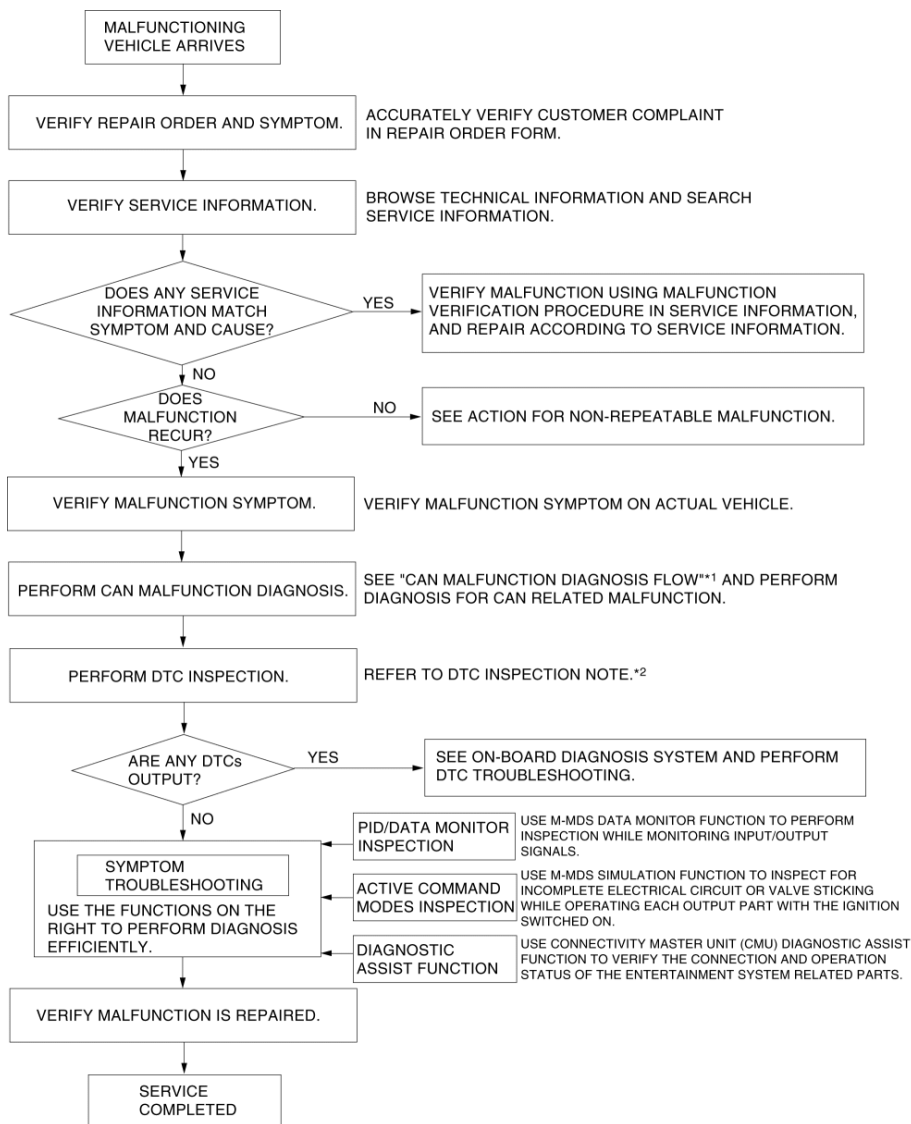 MALFUNCTIONING
VEHICLE ARRIVES
VERIFY REPAIR ORDER AND SYMPTOM.
ACCURATELY VERIFY CUSTOMER COMPLAINT
IN REPAIR ORDER FORM.
VERIFY SERVICE INFORMATION.
BROWSE TECHNICAL INFORMATION AND SEARCH
SERVICE INFORMATION.
DOES ANY SERVICE
INFORMATION MATCH
SYMPTOM AND CAUSE?
YES
VERIFY MALFUNCTION USING MALFUNCTION
VERIFICATION PROCEDURE IN SERVICE INFORMATION,
AND REPAIR ACCORDING TO SERVICE INFORMATION.
NO
DOES
MALFUNCTION
RECUR?
NO
SEE ACTION FOR NON-REPEATABLE MALFUNCTION.
YES
VERIFY MALFUNCTION SYMPTOM.
VERIFY MALFUNCTION SYMPTOM ON ACTUAL VEHICLE.
PERFORM CAN MALFUNCTION DIAGNOSIS.
SEE "CAN MALFUNCTION DIAGNOSIS FLOW"*1 AND PERFORM
DIAGNOSIS FOR CAN RELATED MALFUNCTION.
PERFORM DTC INSPECTION.
REFER TO DTC INSPECTION NOTE.*2
ARE ANY DTCs
OUTPUT?
YES
SEE ON-BOARD DIAGNOSIS SYSTEM AND PERFORM
DTC TROUBLESHOOTING.
NO
SYMPTOM
TROUBLESHOOTING
USE THE FUNCTIONS ON THE
RIGHT TO PERFORM DIAGNOSIS
EFFICIENTLY.
PID/DATA MONITOR
INSPECTION
USE M-MDS DATA MONITOR FUNCTION TO PERFORM
INSPECTION WHILE MONITORING INPUT/OUTPUT
SIGNALS.
ACTIVE COMMAND
MODES INSPECTION
USE M-MDS SIMULATION FUNCTION TO INSPECT FOR
INCOMPLETE ELECTRICAL CIRCUIT OR VALVE STICKING
WHILE OPERATING EACH OUTPUT PART WITH THE IGNITION
SWITCHED ON.
DIAGNOSTIC
ASSIST FUNCTION
USE CONNECTIVITY MASTER UNIT (CMU) DIAGNOSTIC ASSIST
FUNCTION TO VERIFY THE CONNECTION AND OPERATION
STATUS OF THE ENTERTAINMENT SYSTEM RELATED PARTS.
VERIFY MALFUNCTION IS REPAIRED.
SERVICE
COMPLETED